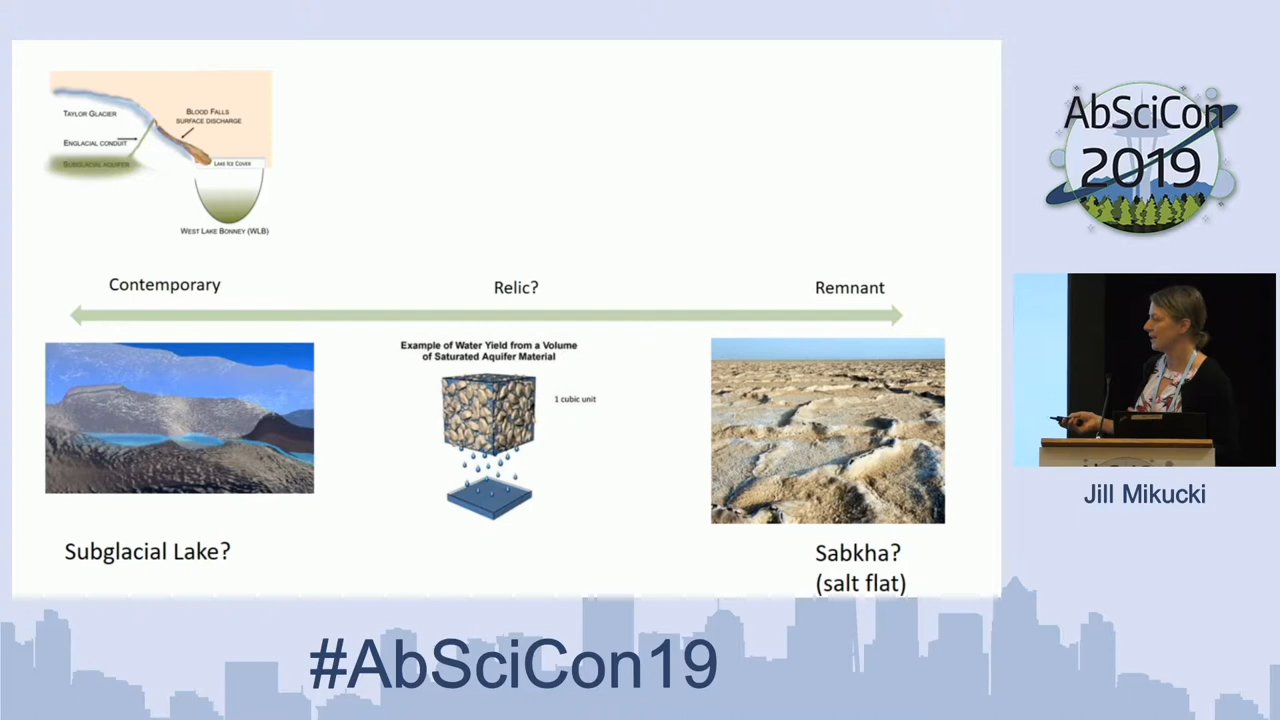 TAYLOR GLACIER
BLOOD FALLS
SURFACE DISCHARGE
ENGLACIAL CONDUIT
SUBGLACIAL AQUIFER
LAKE ICE COVER
WEST LAKE BONNEY (WLB)
Contemporary
Relic?
Remnant
Example of Water Yield from a Volume
of Saturated Aquifer Material
1 cubic unit
Subglacial Lake?
Sabkha?
(salt flat)
AbSciCon
2019
Jill Mikucki
#AbSciCon19